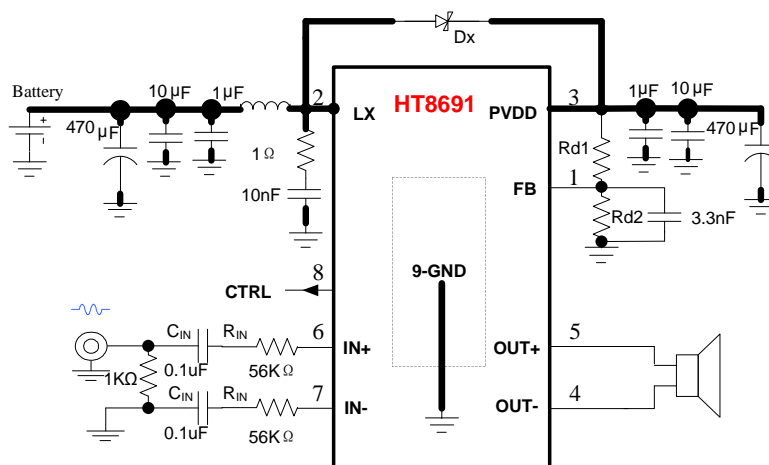 Dx
Battery
10μF
1μF
2
LX
HT8691
PVDD
3
1μF
10μF
470μF
470μF
1Ω
10nF
Rd1
1
FB
Rd2
3.3nF
8
CTRL
9-GND
CIN
RIN
6
IN+
OUT+
5
0.1uF
56KΩ
1KΩ
CIN
RIN
7
IN-
OUT-
4
0.1uF
56KΩ